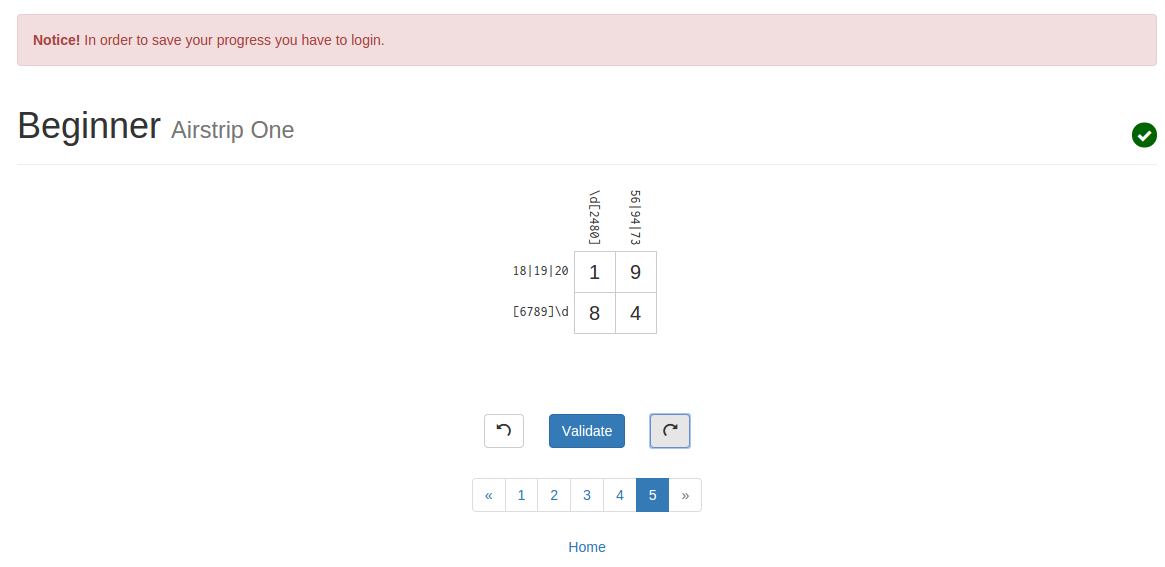 Notice! In order to save your progress you have to login.
Beginner Airstrip One
\d[2480] 56|94|73
18|19|20 1 9
[6789]\d 8 4
Validate
« 1 2 3 4 5 »
Home